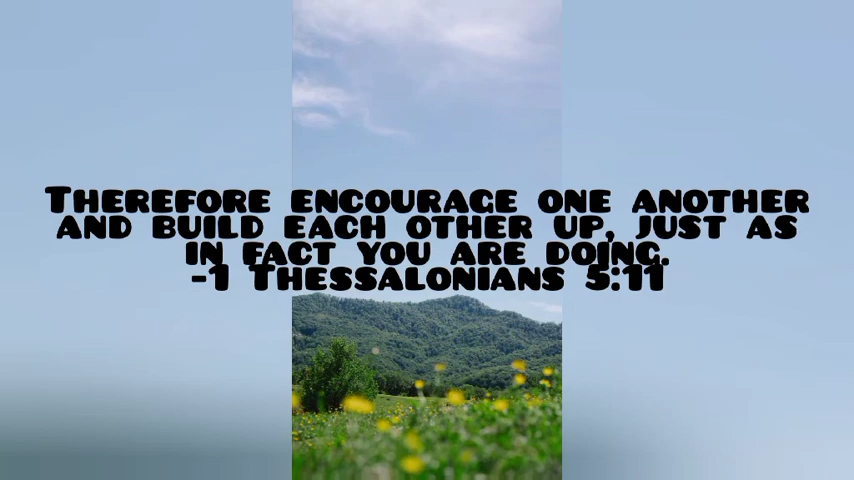 Therefore encourage one another
and build each other up, just as
in fact you are doing.
-1 Thessalonians 5:11